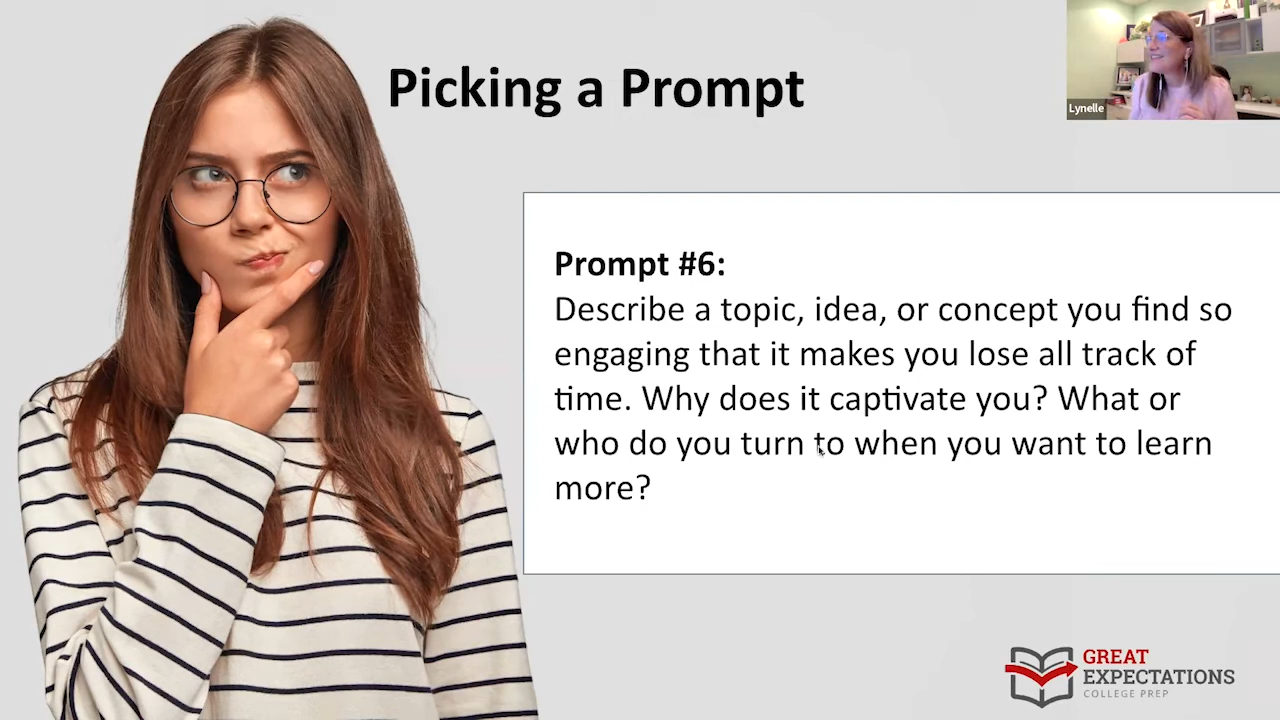 Picking a Prompt
Lynelle
Prompt #6:
Describe a topic, idea, or concept you find so
engaging that it makes you lose all track of
time. Why does it captivate you? What or
who do you turn to when you want to learn
more?
GREAT
EXPECTATIONS
COLLEGE PREP